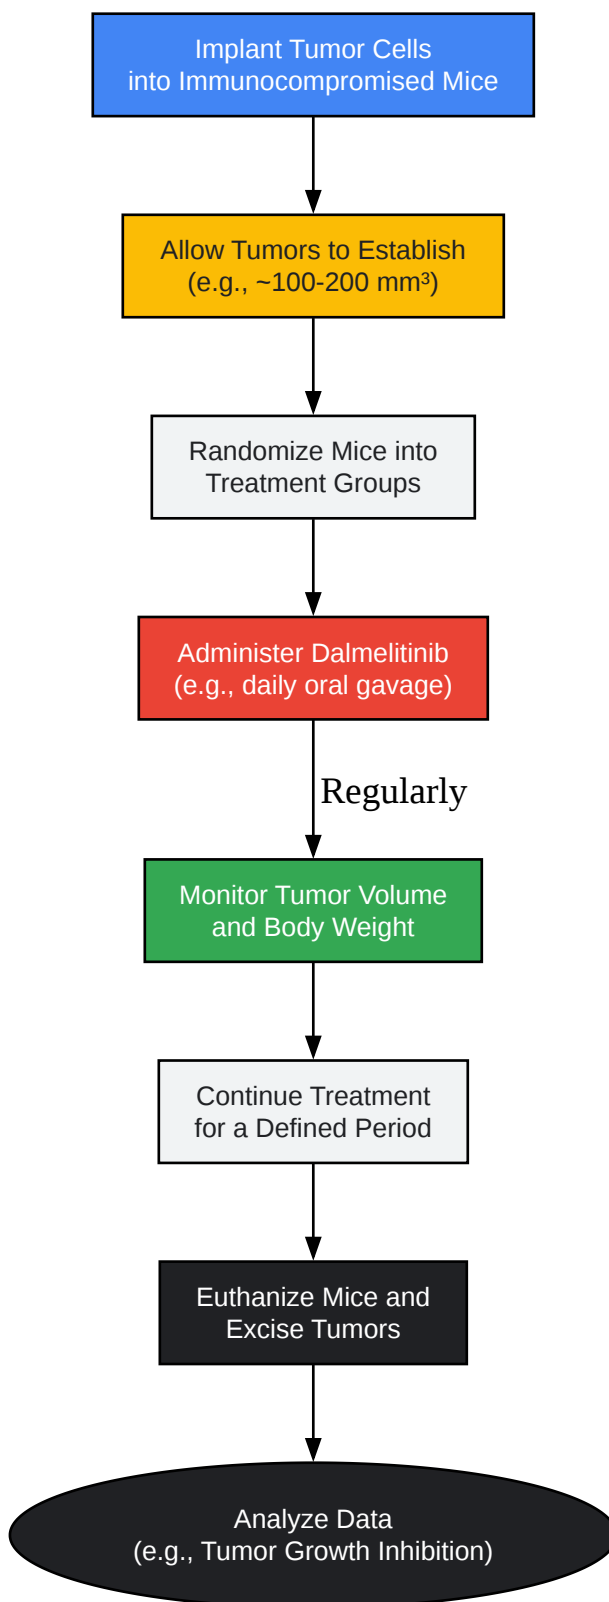 Implant Tumor Cells
into Immunocompromised Mice
Allow Tumors to Establish
(e.g., ~100-200 mm³)
Randomize Mice into
Treatment Groups
Administer Dalmelitinib
(e.g., daily oral gavage)
Regularly
Monitor Tumor Volume
and Body Weight
Continue Treatment
for a Defined Period
Euthanize Mice and
Excise Tumors
Analyze Data
(e.g., Tumor Growth Inhibition)